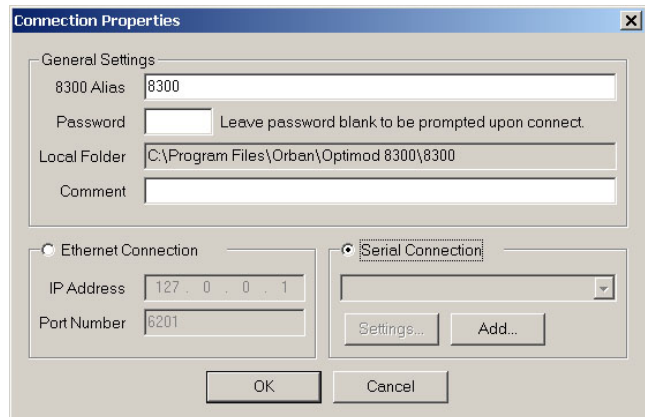 Connection Properties
General Settings
8300 Alias 8300
Password Leave password blank to be prompted upon connect.
Local Folder C:\Program Files\Orban\Optimod 8300\8300
Comment
Ethernet Connection
IP Address 127 . 0 . 0 . 1
Port Number 6201
Serial Connection
Settings... Add...
OK Cancel